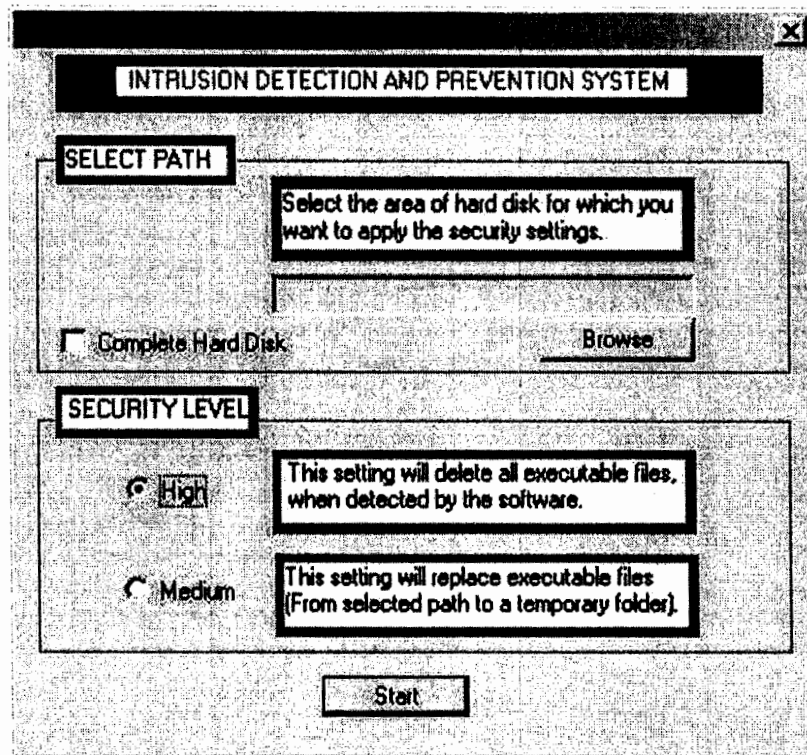 INTRUSION DETECTION AND PREVENTION SYSTEM
SELECT PATH
Select the area of hard disk for which you
want to apply the security settings.
Complete Hard Disk
Browse
SECURITY LEVEL
High
This setting will delete all executable files,
when detected by the software.
Medium
This setting will replace executable files
(From selected path to a temporary folder).
Start